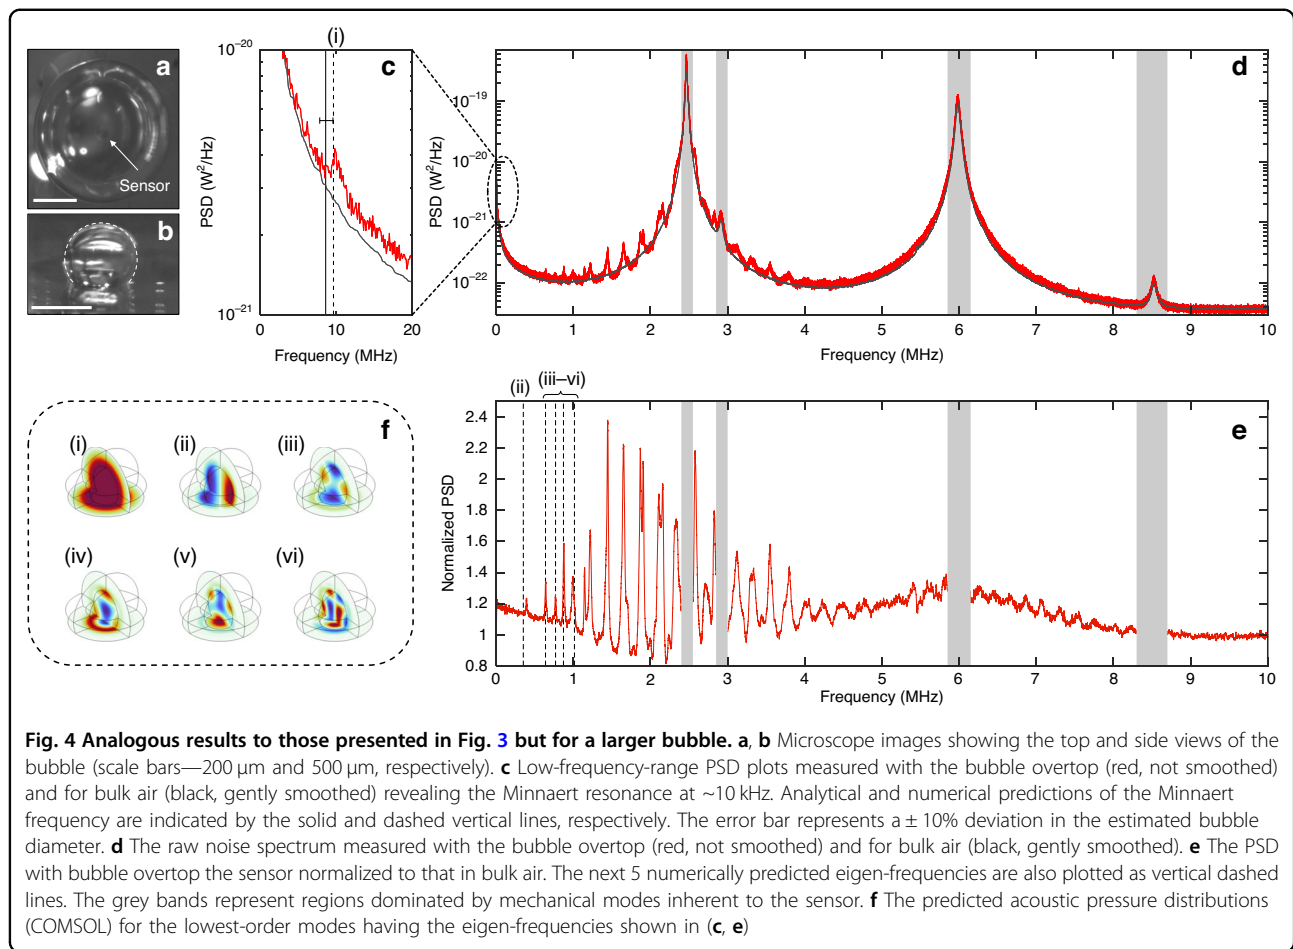 a
Sensor
b
(i)
c
10−20
PSD (W2/Hz)
10−21
0 10 20
Frequency (MHz)
d
PSD (W2/Hz)
10−19
10−20
10−21
10−22
0 1 2 3 4 5 6 7 8 9 10
Frequency (MHz)
(ii) (iii–vi)
e
Normalized PSD
2.4
2.2
2
1.8
1.6
1.4
1.2
1
0.8
0 1 2 3 4 5 6 7 8 9 10
Frequency (MHz)
f
(i) (ii) (iii)
(iv) (v) (vi)
Fig. 4 Analogous results to those presented in Fig. 3 but for a larger bubble. a, b Microscope images showing the top and side views of the
bubble (scale bars—200 μm and 500 μm, respectively). c Low-frequency-range PSD plots measured with the bubble overtop (red, not smoothed)
and for bulk air (black, gently smoothed) revealing the Minnaert resonance at ~10 kHz. Analytical and numerical predictions of the Minnaert
frequency are indicated by the solid and dashed vertical lines, respectively. The error bar represents a ± 10% deviation in the estimated bubble
diameter. d The raw noise spectrum measured with the bubble overtop (red, not smoothed) and for bulk air (black, gently smoothed). e The PSD
with bubble overtop the sensor normalized to that in bulk air. The next 5 numerically predicted eigen-frequencies are also plotted as vertical dashed
lines. The grey bands represent regions dominated by mechanical modes inherent to the sensor. f The predicted acoustic pressure distributions
(COMSOL) for the lowest-order modes having the eigen-frequencies shown in (c, e)